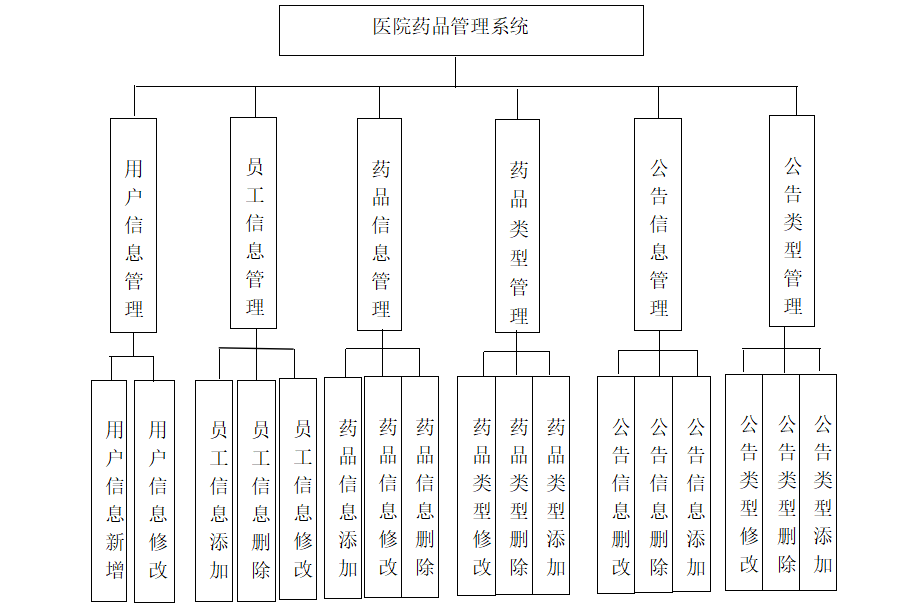 医院药品管理系统
用户信息管理
员工信息管理
药品信息管理
药品类型管理
公告信息管理
公告类型管理
用户信息新增
用户信息修改
员工信息添加
员工信息删除
员工信息修改
药品信息添加
药品信息修改
药品信息删除
药品类型修改
药品类型删除
药品类型添加
公告信息删改
公告信息删除
公告信息添加
公告类型修改
公告类型删除
公告类型添加